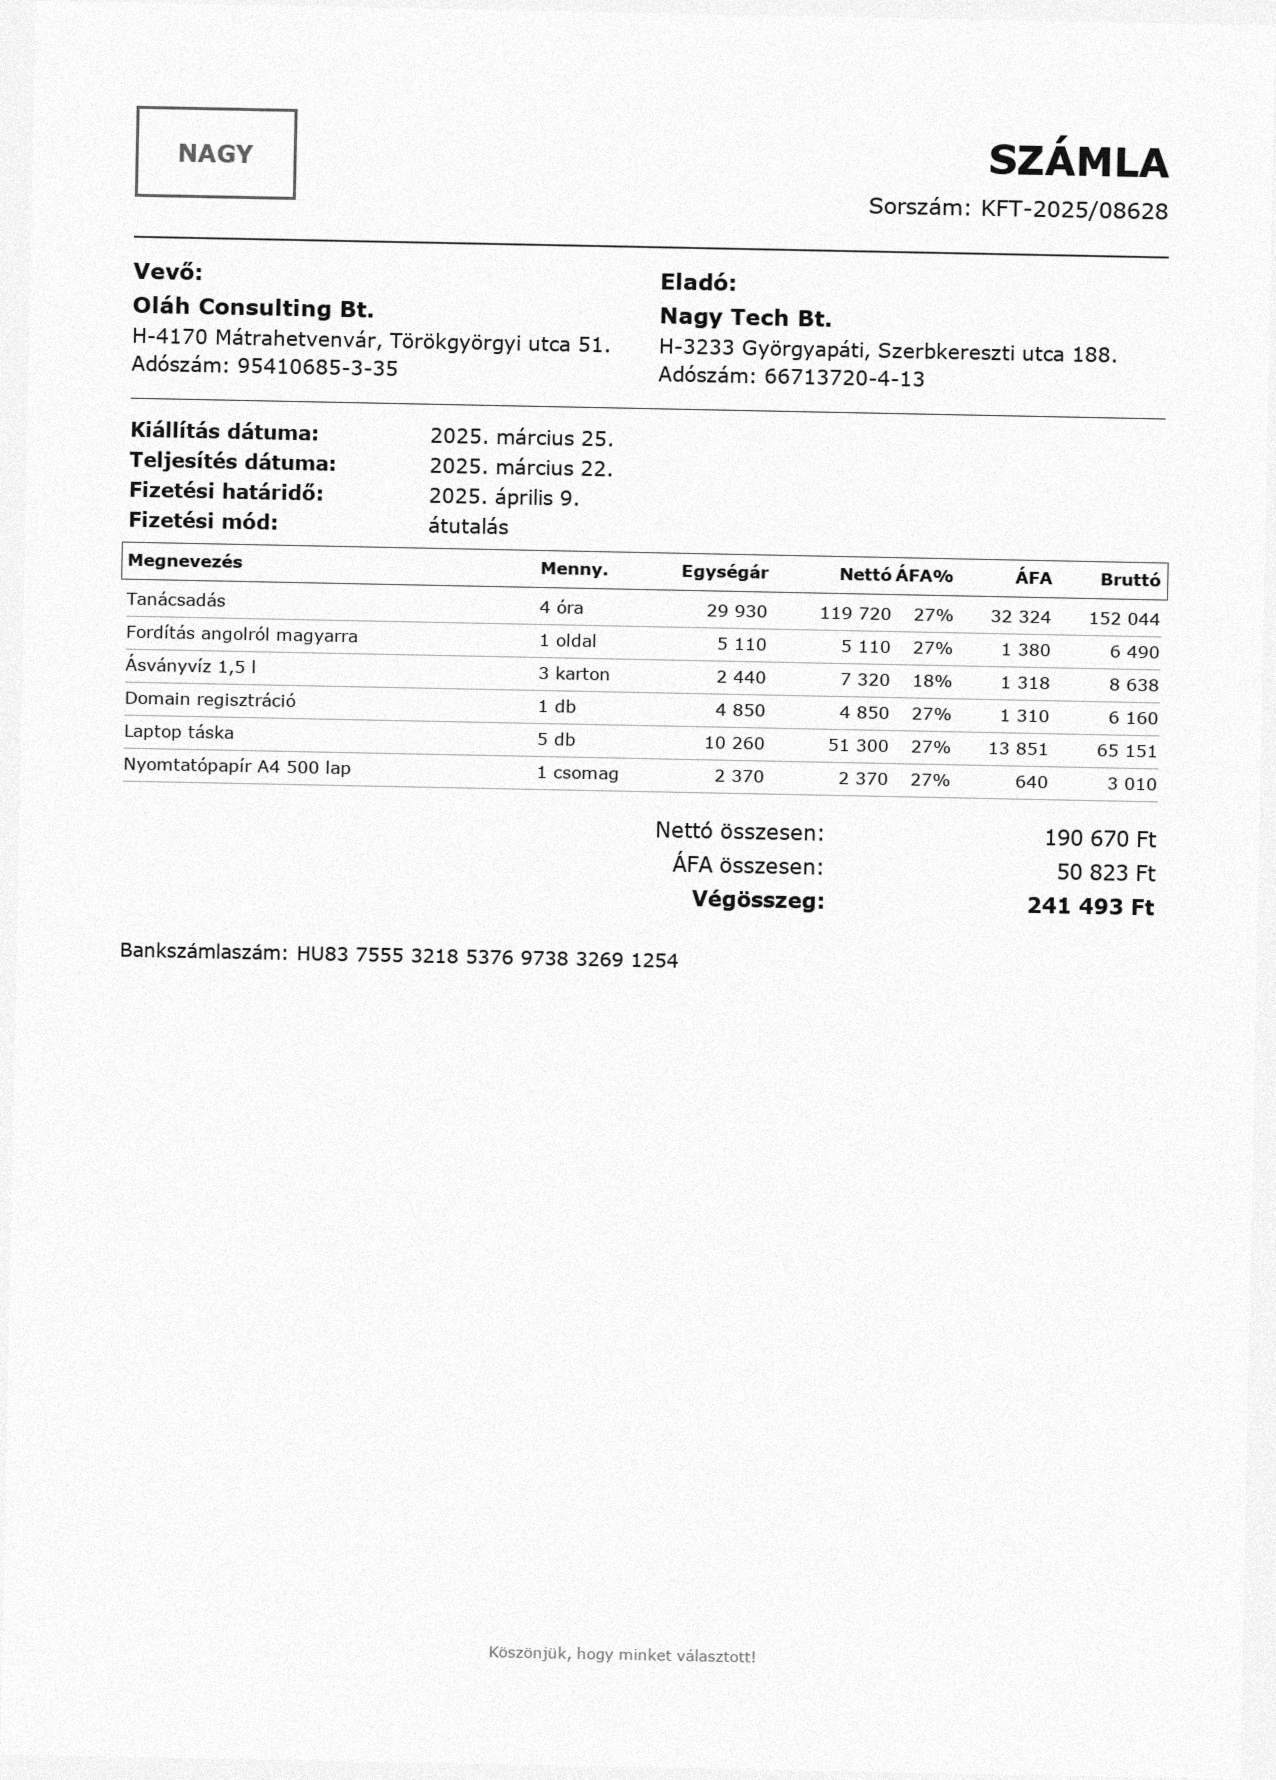 NAGY
SZÁMLA
Sorszám: KFT-2025/08628
Vevő:
Oláh Consulting Bt.
H-4170 Mátrahetvenvár, Törökgyörgyi utca 51.
Adószám: 95410685-3-35
Eladó:
Nagy Tech Bt.
H-3233 Györgyapáti, Szerbkereszti utca 188.
Adószám: 66713720-4-13
Kiállítás dátuma: 2025. március 25.
Teljesítés dátuma: 2025. március 22.
Fizetési határidő: 2025. április 9.
Fizetési mód: átutalás
Megnevezés Menny. Egységár Nettó ÁFA% ÁFA Bruttó
Tanácsadás 4 óra 29 930 119 720 27% 32 324 152 044
Fordítás angolról magyarra 1 oldal 5 110 5 110 27% 1 380 6 490
Ásványvíz 1,5 l 3 karton 2 440 7 320 18% 1 318 8 638
Domain regisztráció 1 db 4 850 4 850 27% 1 310 6 160
Laptop táska 5 db 10 260 51 300 27% 13 851 65 151
Nyomtatópapír A4 500 lap 1 csomag 2 370 2 370 27% 640 3 010
Nettó összesen: 190 670 Ft
ÁFA összesen: 50 823 Ft
Végösszeg: 241 493 Ft
Bankszámlaszám: HU83 7555 3218 5376 9738 3269 1254
Köszönjük, hogy minket választott!